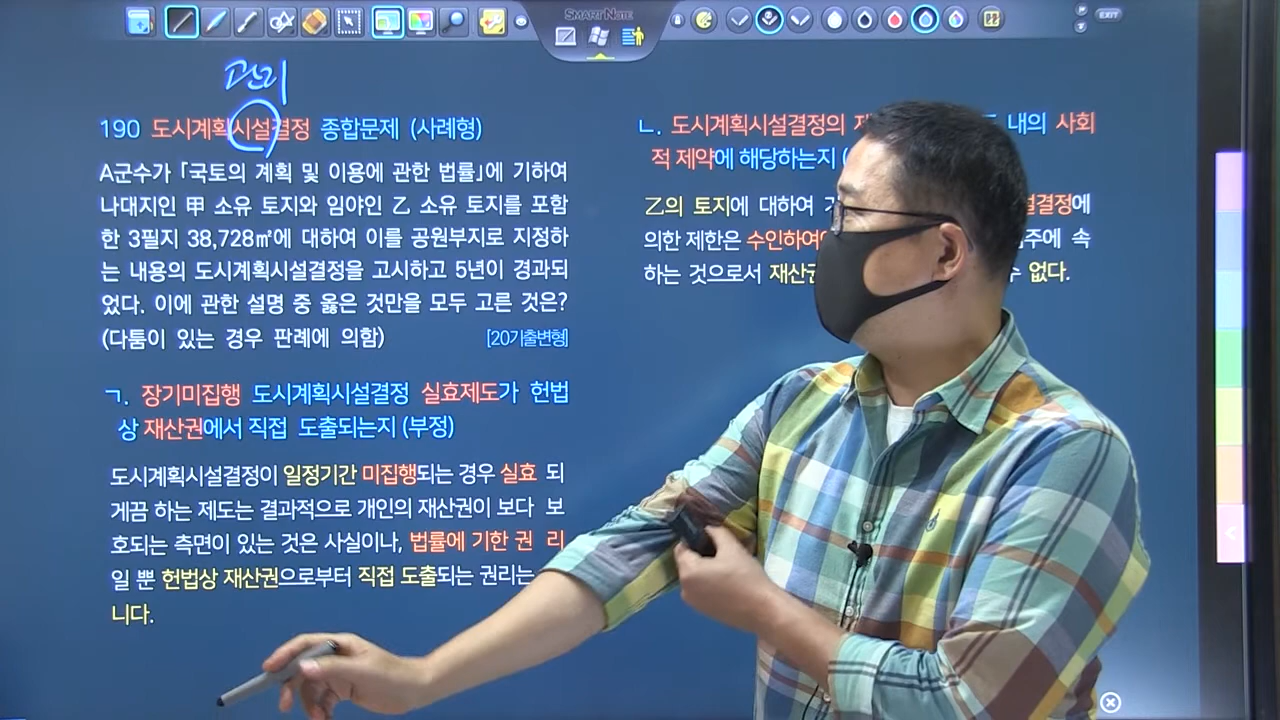 SMARTNOTE
EXIT
관리
190 도시계획시설결정 종합문제 (사례형)
A군수가 「국토의 계획 및 이용에 관한 법률」에 기하여
나대지인 甲 소유 토지와 임야인 乙 소유 토지를 포함
한 3필지 38,728㎡에 대하여 이를 공원부지로 지정하
는 내용의 도시계획시설결정을 고시하고 5년이 경과되
었다. 이에 관한 설명 중 옳은 것만을 모두 고른 것은?
(다툼이 있는 경우 판례에 의함) [20기출변형]
ㄱ. 장기미집행 도시계획시설결정 실효제도가 헌법
상 재산권에서 직접 도출되는지 (부정)
도시계획시설결정이 일정기간 미집행되는 경우 실효 되
게끔 하는 제도는 결과적으로 개인의 재산권이 보다 보
호되는 측면이 있는 것은 사실이나, 법률에 기한 권 리
일 뿐 헌법상 재산권으로부터 직접 도출되는 권리는
니다.
ㄴ. 도시계획시설결정의 내의 사회
적 제약에 해당하는지 (
乙의 토지에 대하여 설결정에
의한 제한은 수인하여야 주에 속
하는 것으로서 재산권 수 없다.